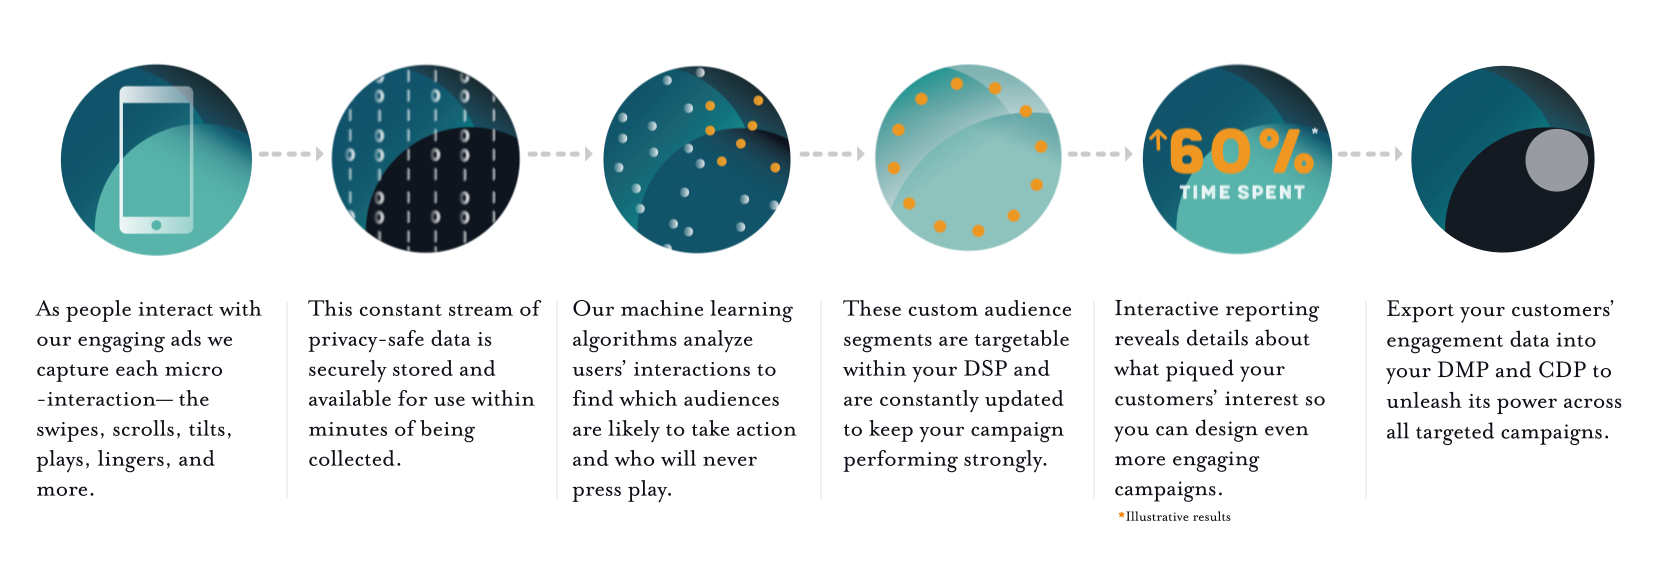 ↑60%*
TIME SPENT
As people interact with
our engaging ads we
capture each micro
-interaction— the
swipes, scrolls, tilts,
plays, lingers, and
more.
This constant stream of
privacy-safe data is
securely stored and
available for use within
minutes of being
collected.
Our machine learning
algorithms analyze
users’ interactions to
find which audiences
are likely to take action
and who will never
press play.
These custom audience
segments are targetable
within your DSP and
are constantly updated
to keep your campaign
performing strongly.
Interactive reporting
reveals details about
what piqued your
customers’ interest so
you can design even
more engaging
campaigns.
*Illustrative results
Export your customers’
engagement data into
your DMP and CDP to
unleash its power across
all targeted campaigns.